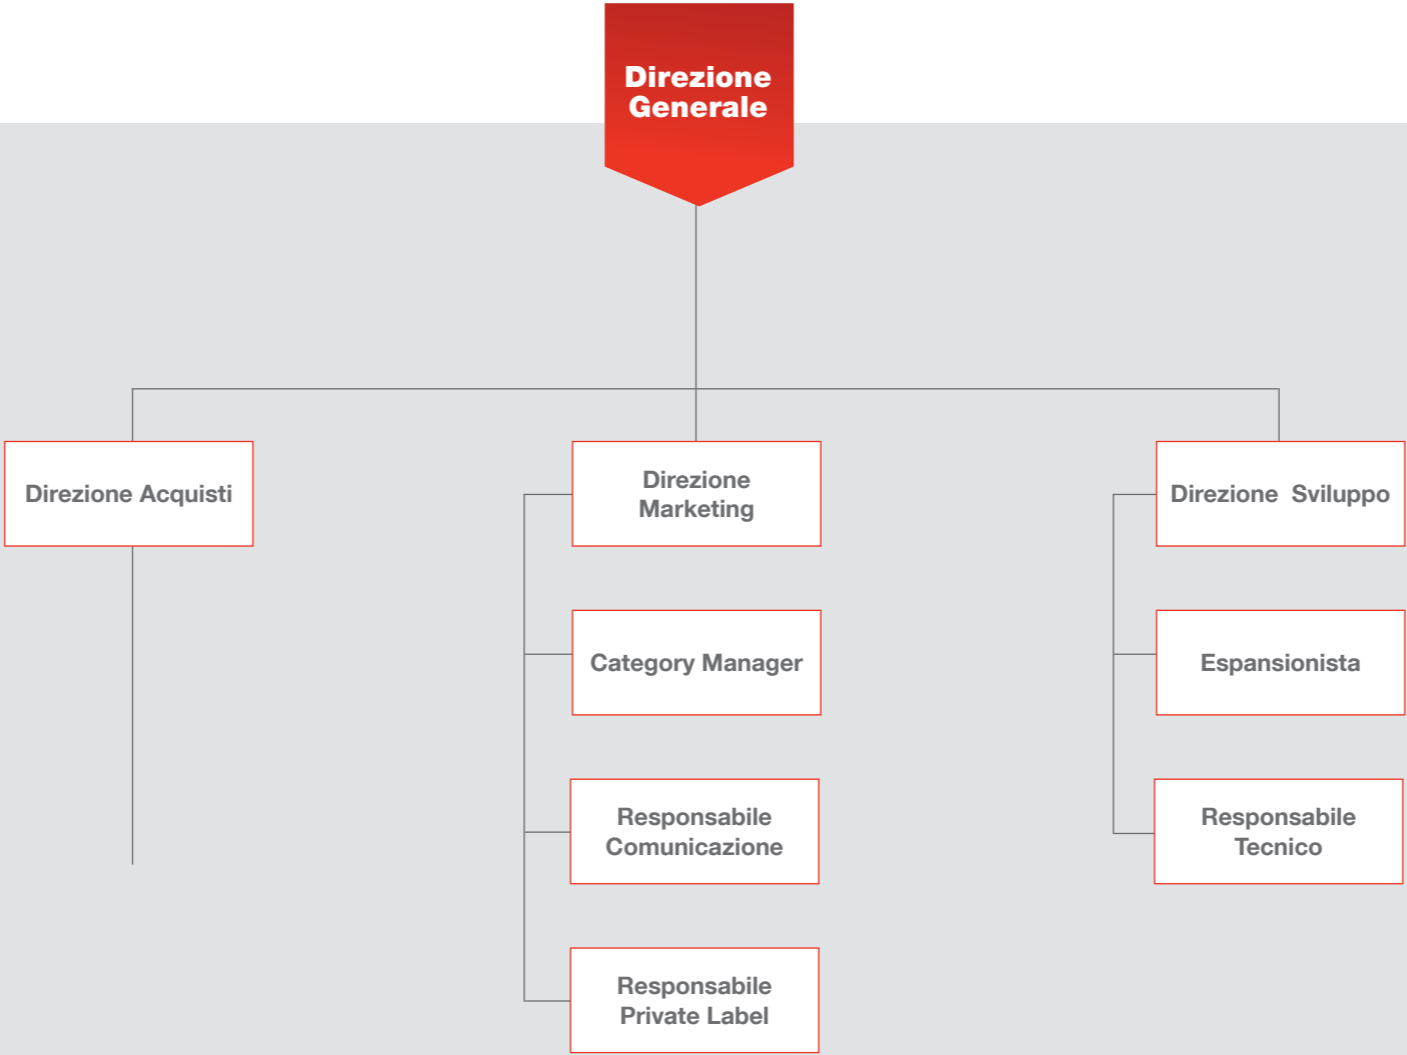 Direzione
Generale
Direzione Acquisti
Direzione
Marketing
Direzione Sviluppo
Category Manager
Espansionista
Responsabile
Comunicazione
Responsabile
Tecnico
Responsabile
Private Label